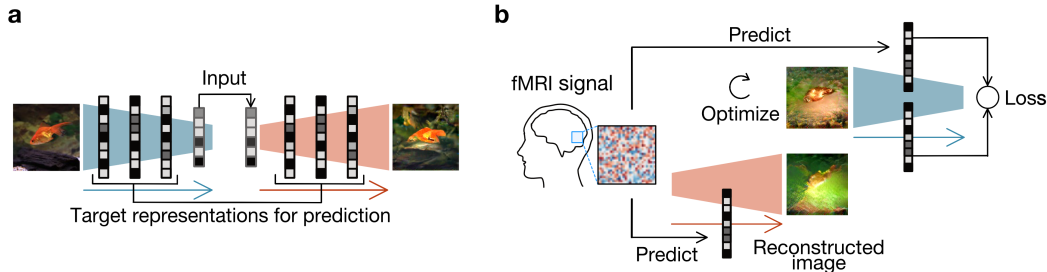 a
Input
Target representations for prediction
b
Predict
fMRI signal
Optimize
Loss
Predict
Reconstructed
image